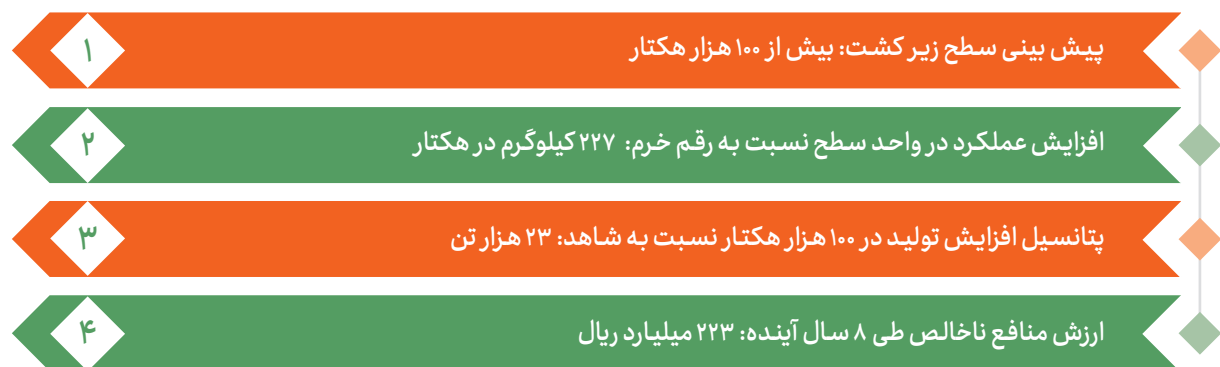 ۱ پیش بینی سطح زیر کشت: بیش از ۱۰۰ هزار هکتار
۲ افزایش عملکرد در واحد سطح نسبت به رقم خرم: ۲۲۷ کیلوگرم در هکتار
۳ پتانسیل افزایش تولید در ۱۰۰ هزار هکتار نسبت به شاهد: ۲۳ هزار تن
۴ ارزش منافع ناخالص طی ۸ سال آینده: ۲۲۳ میلیارد ریال